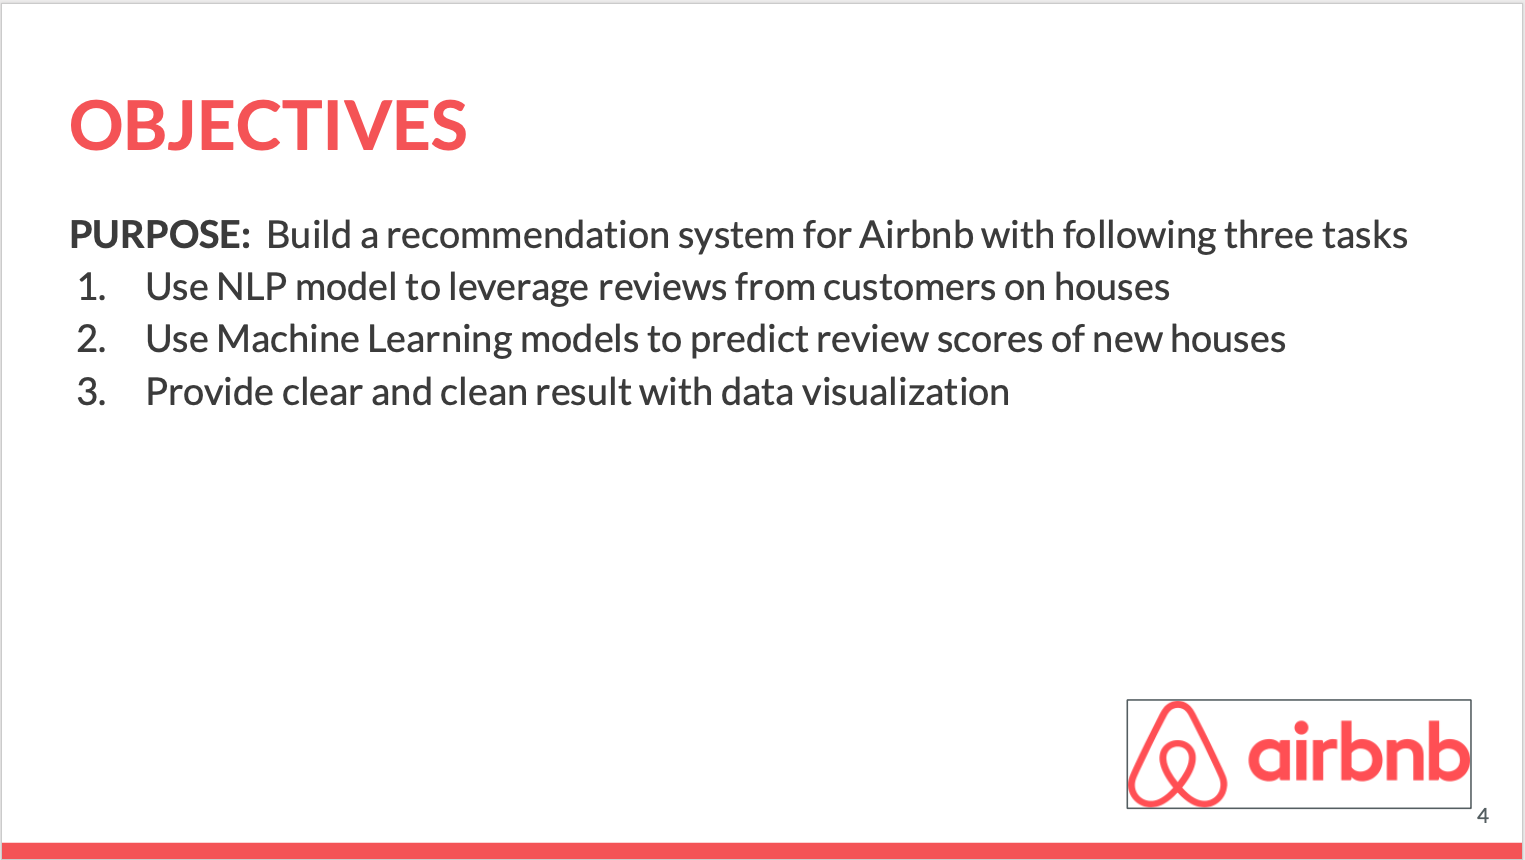 OBJECTIVES
PURPOSE: Build a recommendation system for Airbnb with following three tasks
1. Use NLP model to leverage reviews from customers on houses
2. Use Machine Learning models to predict review scores of new houses
3. Provide clear and clean result with data visualization
airbnb
4